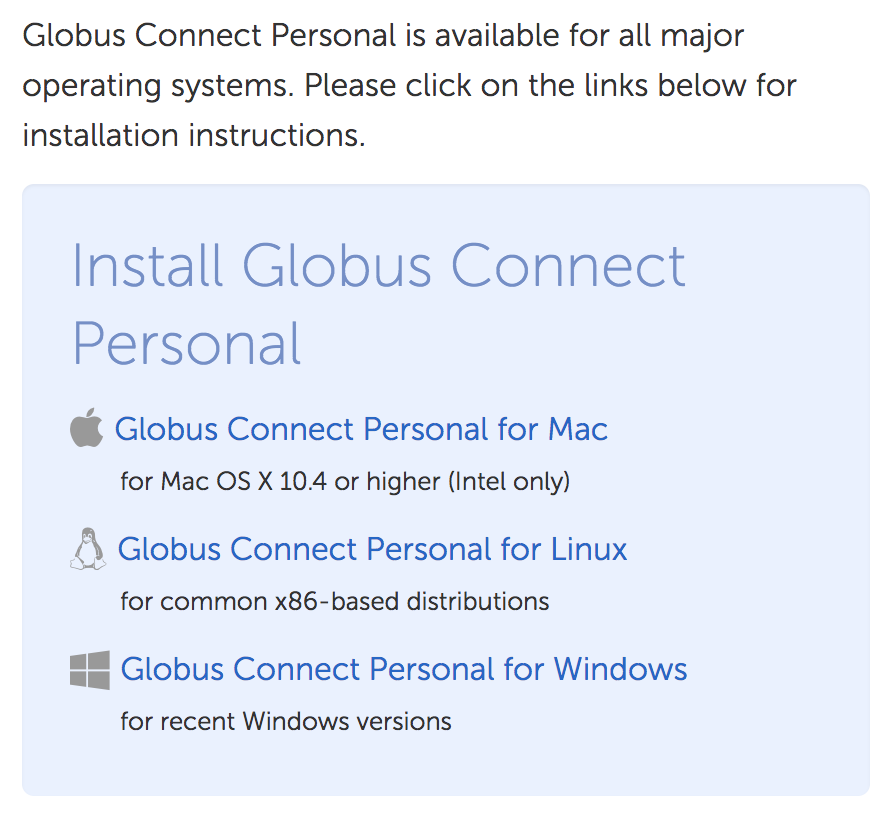 Globus Connect Personal is available for all major
operating systems. Please click on the links below for
installation instructions.
Install Globus Connect
Personal
Globus Connect Personal for Mac
for Mac OS X 10.4 or higher (Intel only)
Globus Connect Personal for Linux
for common x86-based distributions
Globus Connect Personal for Windows
for recent Windows versions